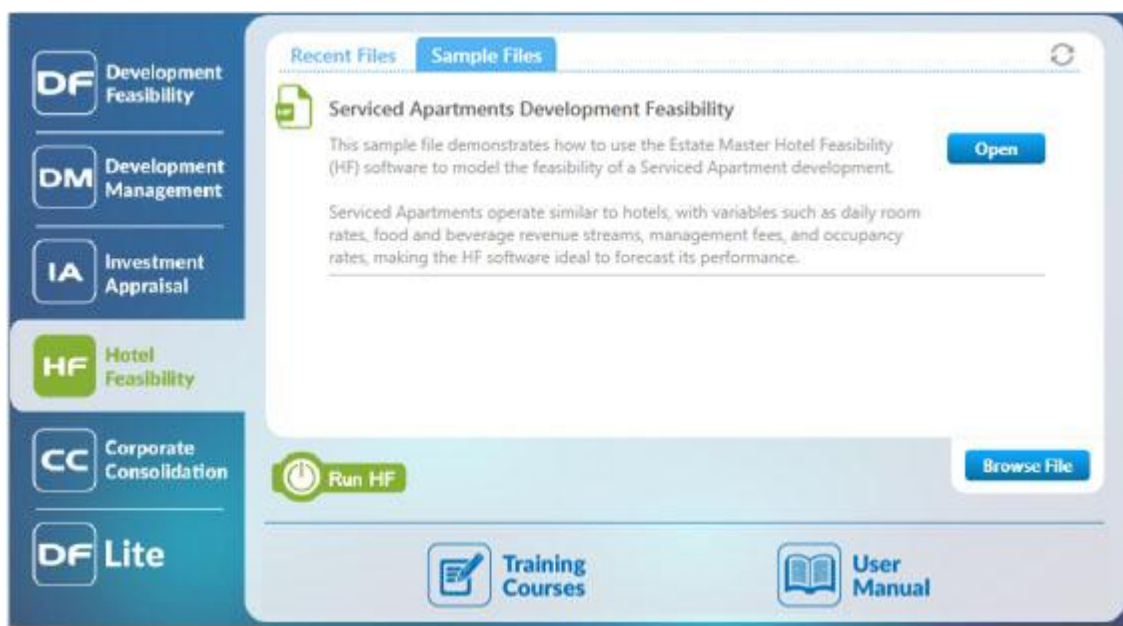 DF Development
Feasibility
DM Development
Management
IA Investment
Appraisal
HF Hotel
Feasibility
CC Corporate
Consolidation
DF Lite
Recent Files Sample Files
HF Serviced Apartments Development Feasibility
This sample file demonstrates how to use the Estate Master Hotel Feasibility
(HF) software to model the feasibility of a Serviced Apartment development.
Open
Serviced Apartments operate similar to hotels, with variables such as daily room
rates, food and beverage revenue streams, management fees, and occupancy
rates, making the HF software ideal to forecast its performance.
Run HF
Browse File
Training
Courses
User
Manual